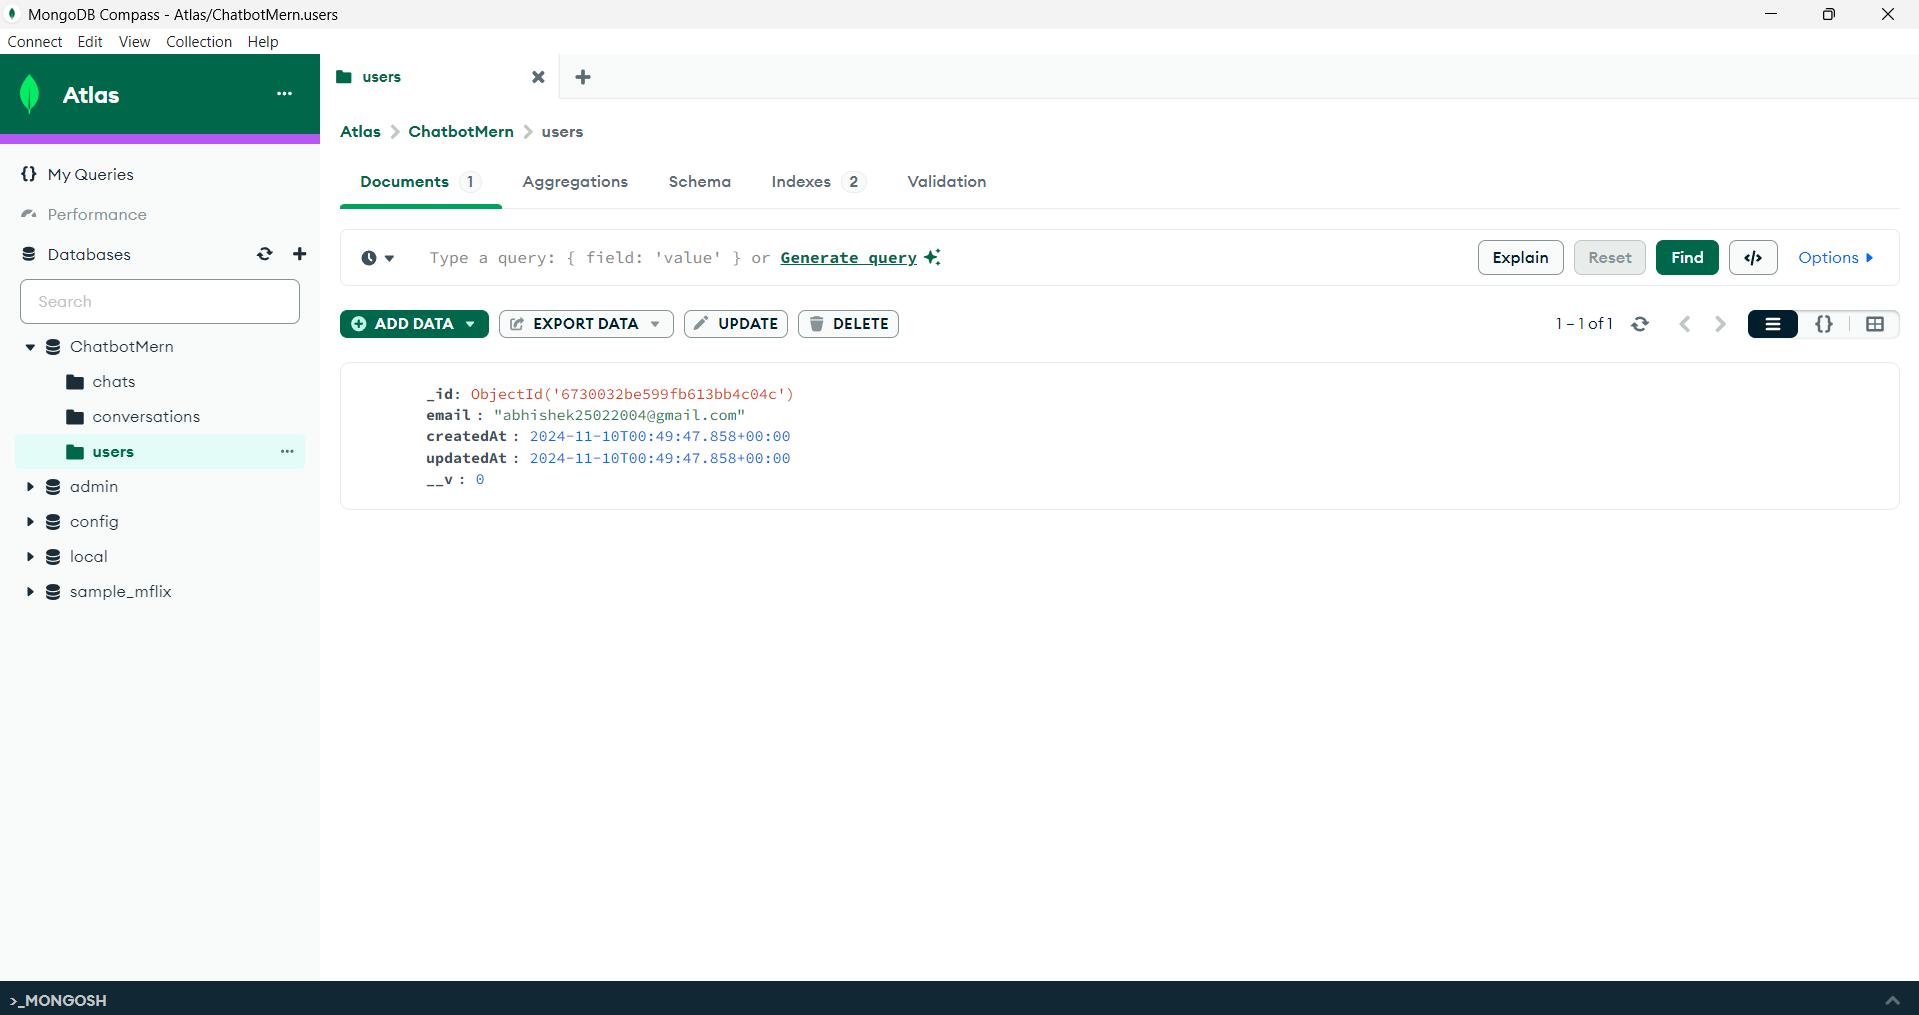 MongoDB Compass - Atlas/ChatbotMern.users
Connect Edit View Collection Help
Atlas
My Queries
Performance
Databases
Search
ChatbotMern
chats
conversations
users
admin
config
local
sample_mflix
users
Atlas > ChatbotMern > users
Documents 1 Aggregations Schema Indexes 2 Validation
Type a query: { field: 'value' } or Generate query
Explain Reset Find </> Options
ADD DATA EXPORT DATA UPDATE DELETE
1 – 1 of 1 {}
_id: ObjectId('6730032be599fb613bb4c04c')
email : "abhishek25022004@gmail.com"
createdAt : 2024-11-10T00:49:47.858+00:00
updatedAt : 2024-11-10T00:49:47.858+00:00
__v : 0
>_MONGOSH